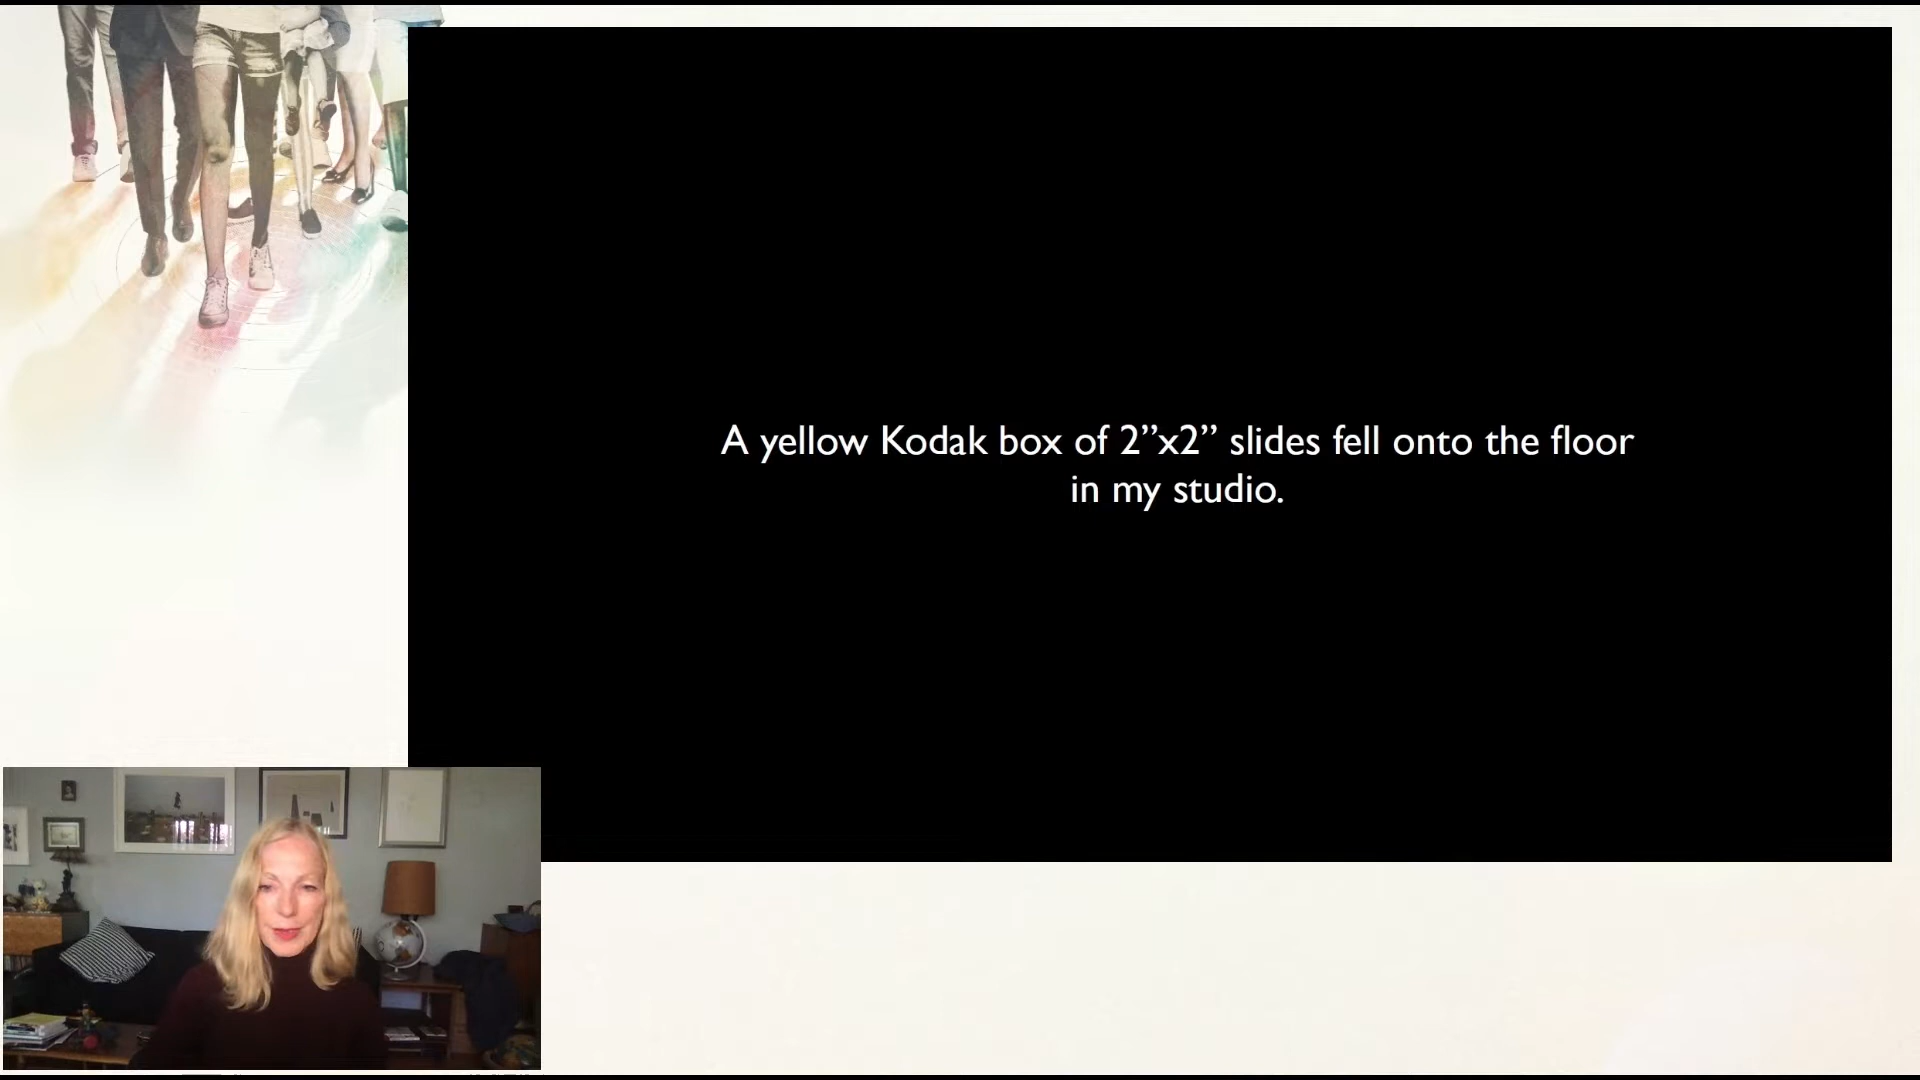 A yellow Kodak box of 2”x2” slides fell onto the floor
in my studio.